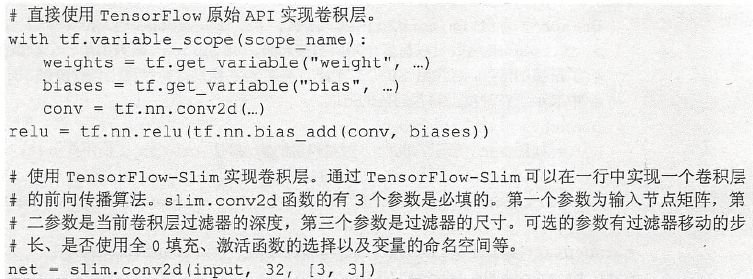 # 直接使用 TensorFlow 原始 API 实现卷积层。
with tf.variable_scope(scope_name):
    weights = tf.get_variable("weight", …)
    biases = tf.get_variable("bias", …)
    conv = tf.nn.conv2d(…)
relu = tf.nn.relu(tf.nn.bias_add(conv, biases))
# 使用 TensorFlow-Slim 实现卷积层。通过 TensorFlow-Slim 可以在一行中实现一个卷积层
# 的前向传播算法。slim.conv2d 函数的有 3 个参数是必填的。第一个参数为输入节点矩阵，第
# 二参数是当前卷积层过滤器的深度，第三个参数是过滤器的尺寸。可选的参数有过滤器移动的步
# 长、是否使用全 0 填充、激活函数的选择以及变量的命名空间等。
net = slim.conv2d(input, 32, [3, 3])